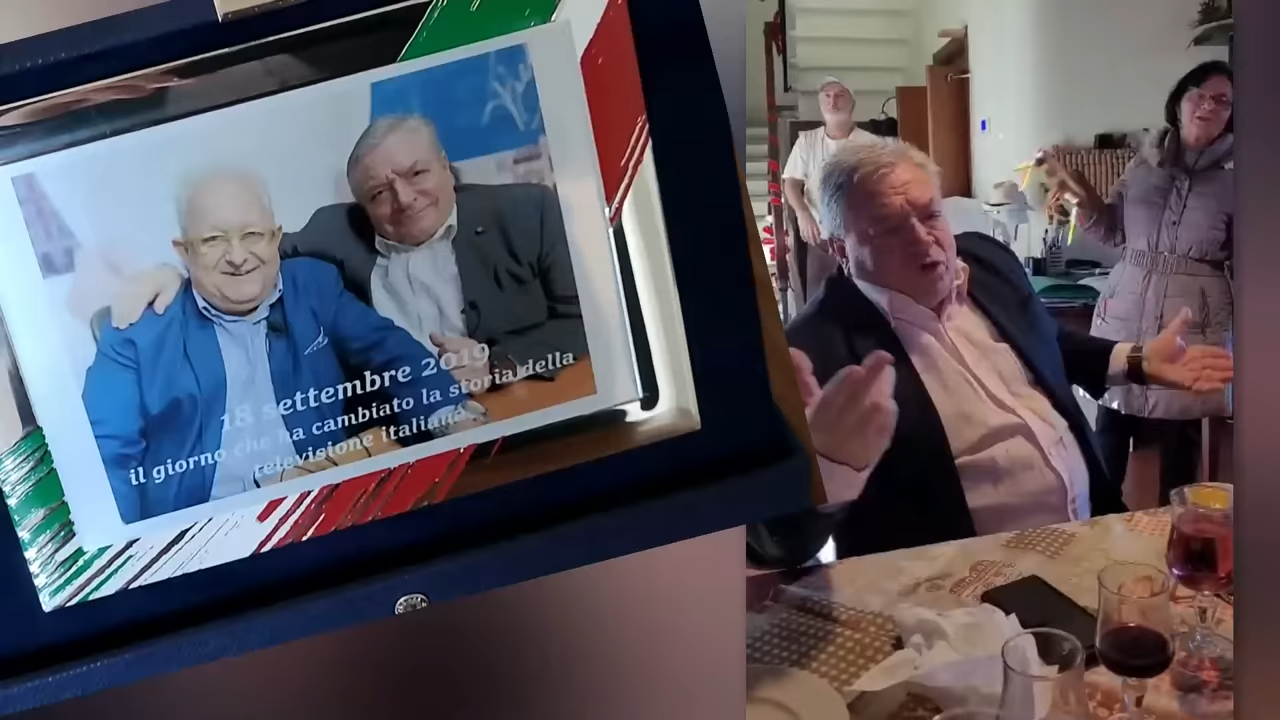 18 settembre 2019
il giorno che ha cambiato la storia della
televisione italiana